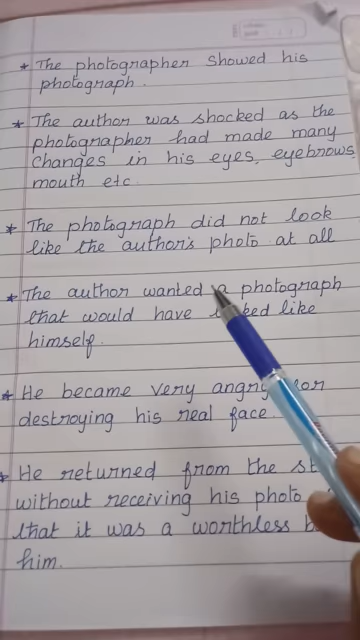 * The photographer showed his
photograph.
* The author was shocked as the
photographer had made many
changes in his eyes, eyebrows
mouth etc.
* The photograph did not look
like the author's photo at all
* The author wanted a photograph
that would have looked like
himself.
* He became very angry for
destroying his real face
* He returned from the
without receiving his photo
that it was a worthless
him.